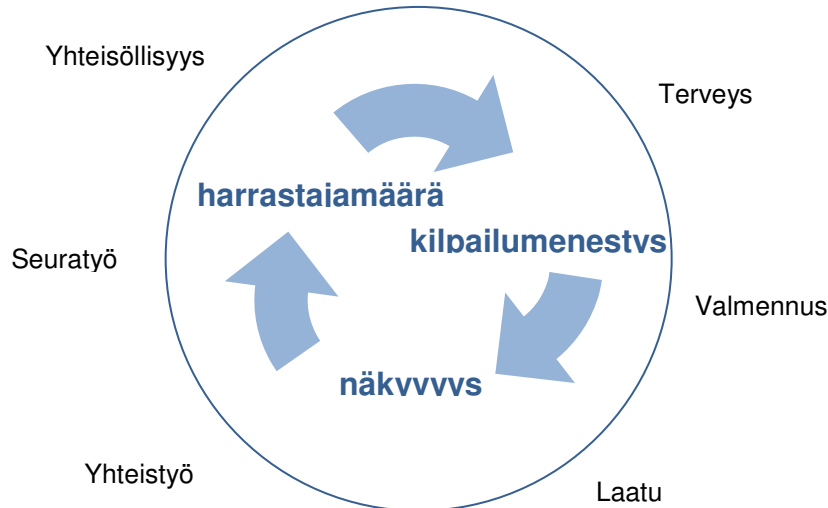 Yhteisöllisyys
Terveys
harrastajamäärä
kilpailumenestys
Seuratyö
Valmennus
näkyvyys
Yhteistyö
Laatu